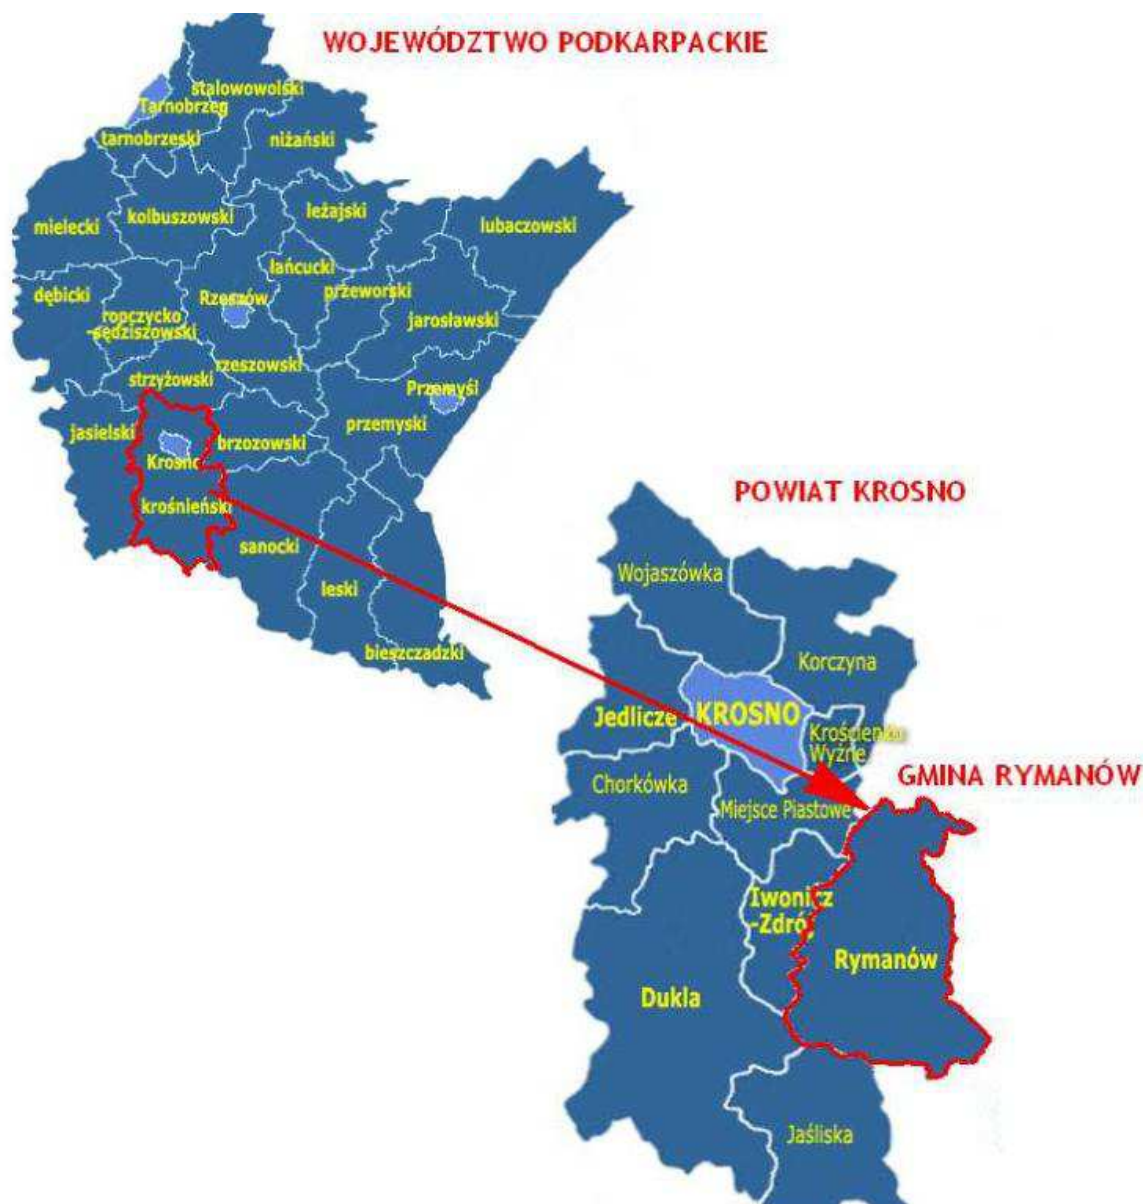 WOJEWÓDZTWO PODKARPACKIE
stalowowolski
Tarnobrzeg
tarnobrzeski
niżański
mielecki
kolbuszowski
leżajski
lubaczowski
łańcucki
dębicki
Rzeszów
przeworski
ropczycko
-sędziszowski
jarosławski
rzeszowski
strzyżowski
Przemyśl
jasielski
brzozowski
przemyski
Krosno
krośnieński
sanocki
leski
bieszczadzki
POWIAT KROSNO
Wojaszówka
Korczyna
Jedlicze
KROSNO
Krościenko
Wyżne
GMINA RYMANÓW
Chorkówka
Miejsce Piastowe
Iwonicz
-Zdrój
Rymanów
Dukla
Jaśliska